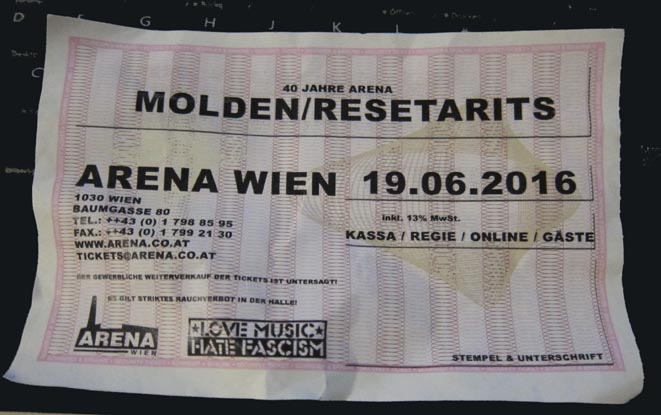 D E G H J K L
40 JAHRE ARENA
MOLDEN/RESETARITS
ARENA WIEN 19.06.2016
1030 WIEN
BAUMGASSE 80
TEL.: ++43 (0) 1 798 85 95
FAX.: ++43 (0) 1 799 21 30
WWW.ARENA.CO.AT
TICKETS@ARENA.CO.AT
inkl. 13% MwSt.
KASSA / REGIE / ONLINE / GÄSTE
DER GEWERBLICHE WEITERVERKAUF DER TICKETS IST UNTERSAGT!
ES GILT STRIKTES RAUCHVERBOT IN DER HALLE!
ARENA
WIEN
LOVE MUSIC
HATE FASCISM
STEMPEL & UNTERSCHRIFT